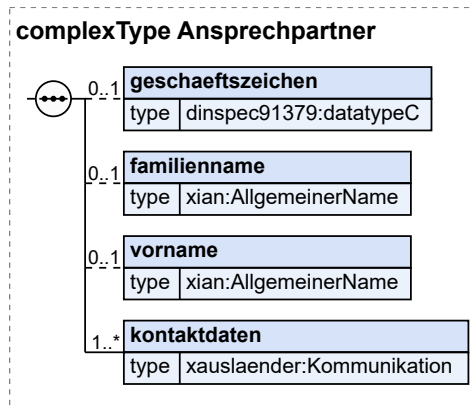 complexType Ansprechpartner
0..1 geschaeftszeichen
type dinspec91379:datatypeC
0..1 familienname
type xian:AllgemeinerName
0..1 vorname
type xian:AllgemeinerName
1..* kontaktdaten
type xauslaender:Kommunikation